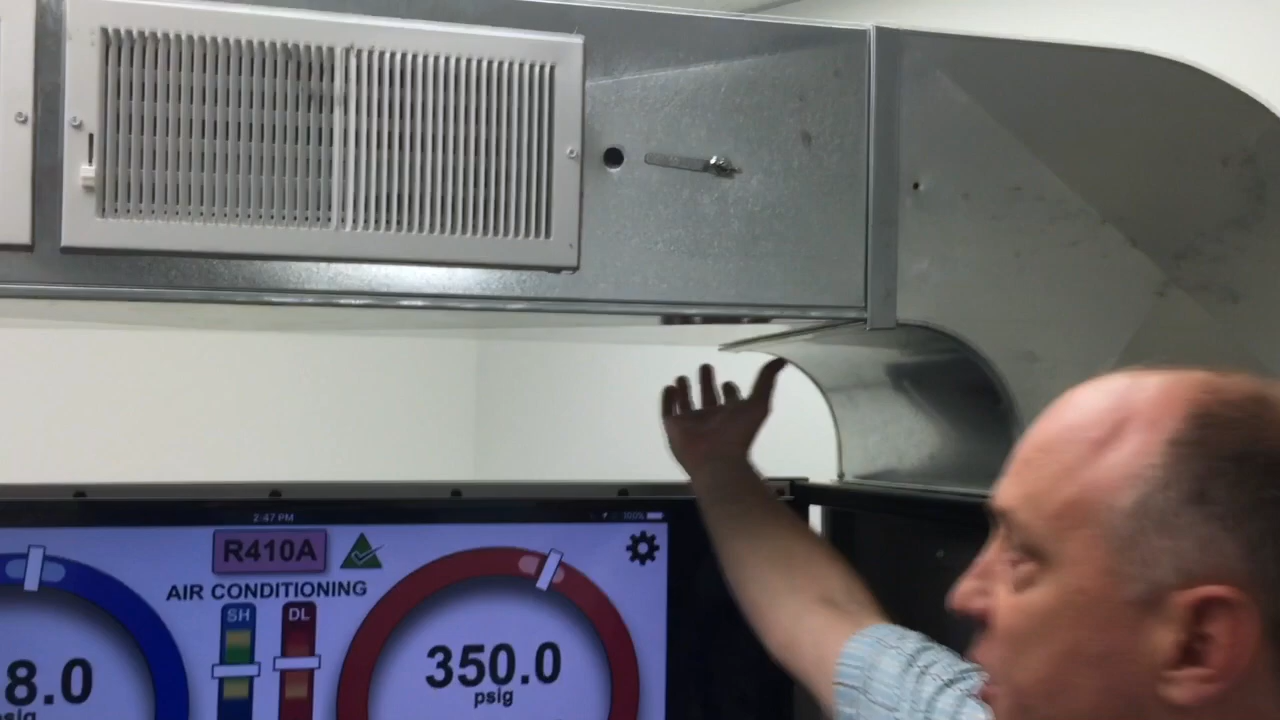 2:47 PM
100%
R410A
AIR CONDITIONING
SH
DL
8.0
psig
350.0
psig